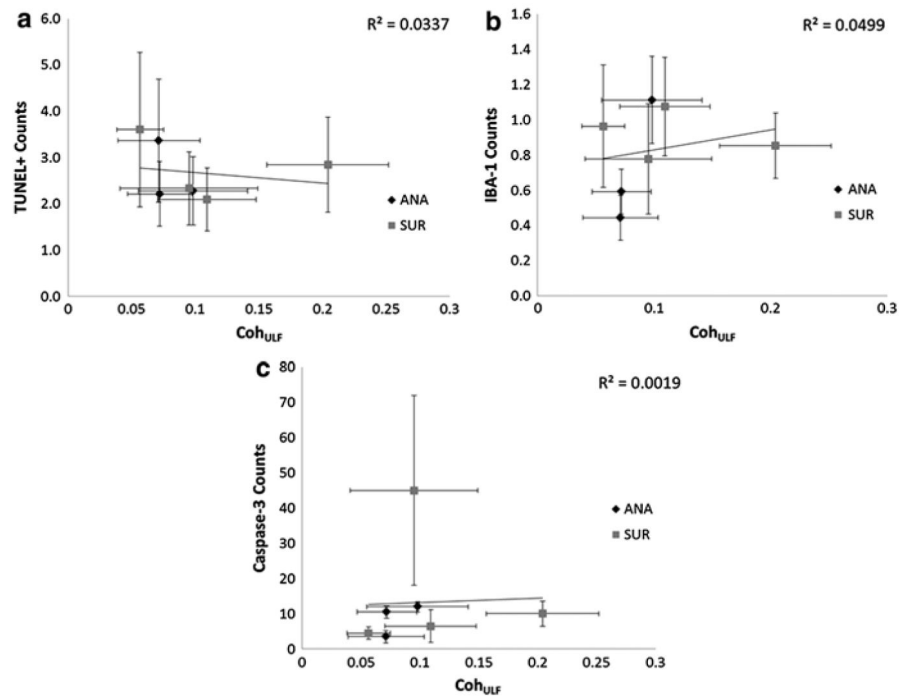 a
R² = 0.0337
6.0
5.0
4.0
3.0
2.0
1.0
0.0
TUNEL+ Counts
ANA
SUR
0 0.05 0.1 0.15 0.2 0.25 0.3
Coh_ULF
b
R² = 0.0499
1.6
1.4
1.2
1.0
0.8
0.6
0.4
0.2
0.0
IBA-1 Counts
ANA
SUR
0 0.1 0.2 0.3
Coh_ULF
c
R² = 0.0019
80
70
60
50
40
30
20
10
0
Caspase-3 Counts
ANA
SUR
0 0.05 0.1 0.15 0.2 0.25 0.3
Coh_ULF